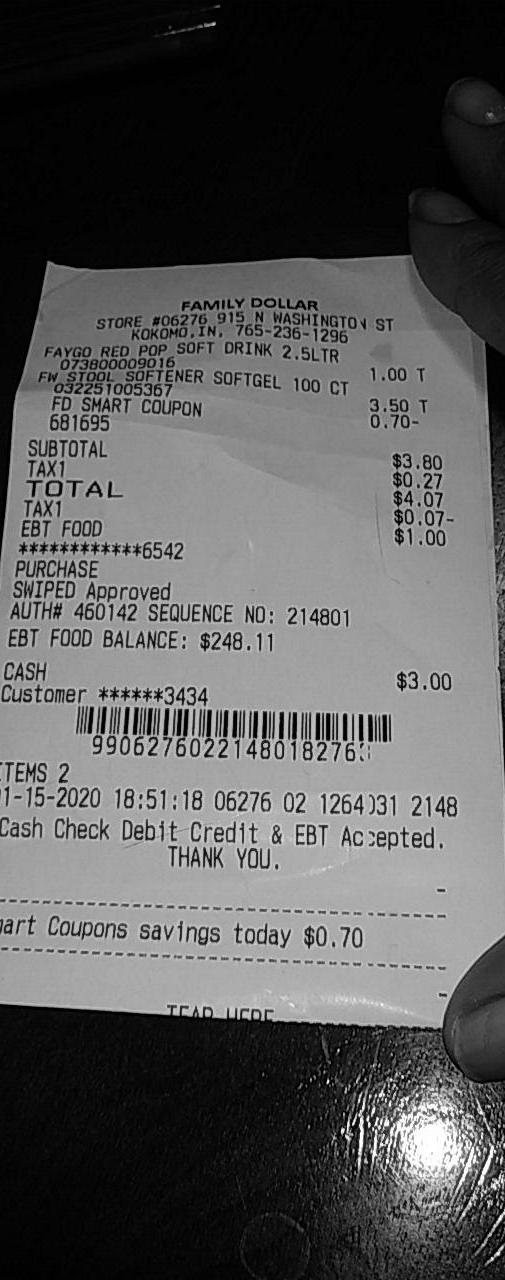 FAMILY DOLLAR
STORE #06276 915 N WASHINGTON ST
KOKOMO,IN, 765-236-1296
FAYGO RED POP SOFT DRINK 2.5LTR
073800009016 1.00 T
FW STOOL SOFTENER SOFTGEL 100 CT
032251005367 3.50 T
FD SMART COUPON 0.70-
681695
SUBTOTAL $3.80
TAX1 $0.27
TOTAL $4.07
TAX1 $0.07-
EBT FOOD $1.00
************6542
PURCHASE
SWIPED Approved
AUTH# 460142 SEQUENCE NO: 214801
EBT FOOD BALANCE: $248.11
CASH $3.00
Customer ******3434
9906276022148018276
ITEMS 2
01-15-2020 18:51:18 06276 02 1264031 2148
Cash Check Debit Credit & EBT Accepted.
THANK YOU.
mart Coupons savings today $0.70
TEAR HERE